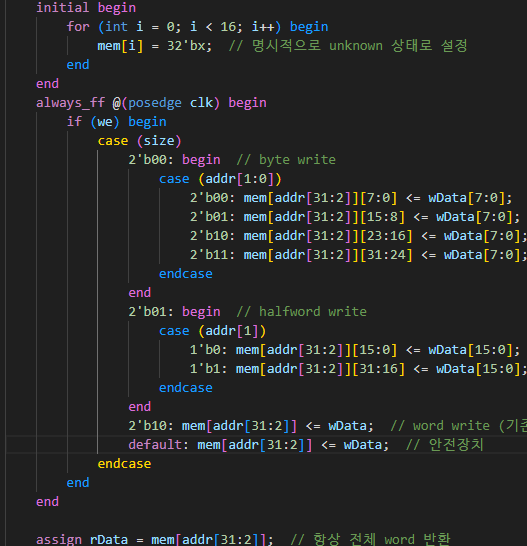 initial begin
for (int i = 0; i < 16; i++) begin
mem[i] = 32'bx;  // 명시적으로 unknown 상태로 설정
end
end
always_ff @(posedge clk) begin
if (we) begin
case (size)
2'b00: begin  // byte write
case (addr[1:0])
2'b00: mem[addr[31:2]][7:0] <= wData[7:0];
2'b01: mem[addr[31:2]][15:8] <= wData[7:0];
2'b10: mem[addr[31:2]][23:16] <= wData[7:0];
2'b11: mem[addr[31:2]][31:24] <= wData[7:0];
endcase
end
2'b01: begin  // halfword write
case (addr[1])
1'b0: mem[addr[31:2]][15:0] <= wData[15:0];
1'b1: mem[addr[31:2]][31:16] <= wData[15:0];
endcase
end
2'b10: mem[addr[31:2]] <= wData;  // word write (기존
default: mem[addr[31:2]] <= wData;  // 안전장치
endcase
end
end
assign rData = mem[addr[31:2]];  // 항상 전체 word 반환